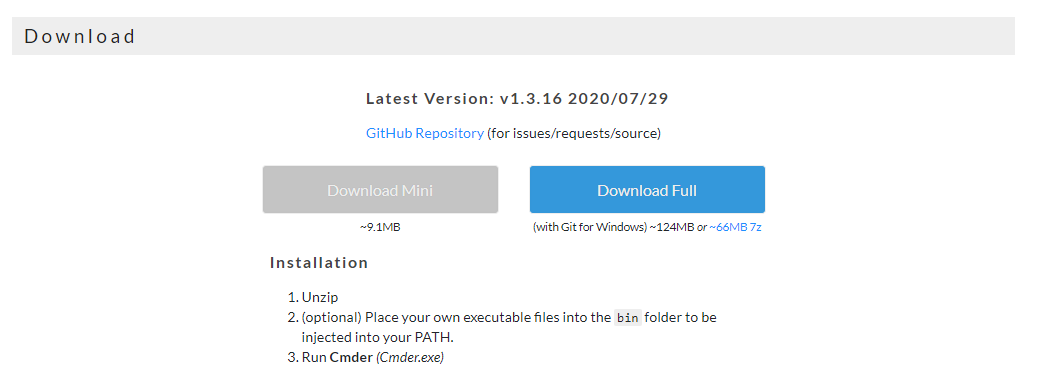 Download
Latest Version: v1.3.16 2020/07/29
GitHub Repository (for issues/requests/source)
Download Mini
Download Full
~9.1MB
(with Git for Windows) ~124MB or ~66MB 7z
Installation
1. Unzip
2. (optional) Place your own executable files into the bin folder to be
injected into your PATH.
3. Run Cmder (Cmder.exe)